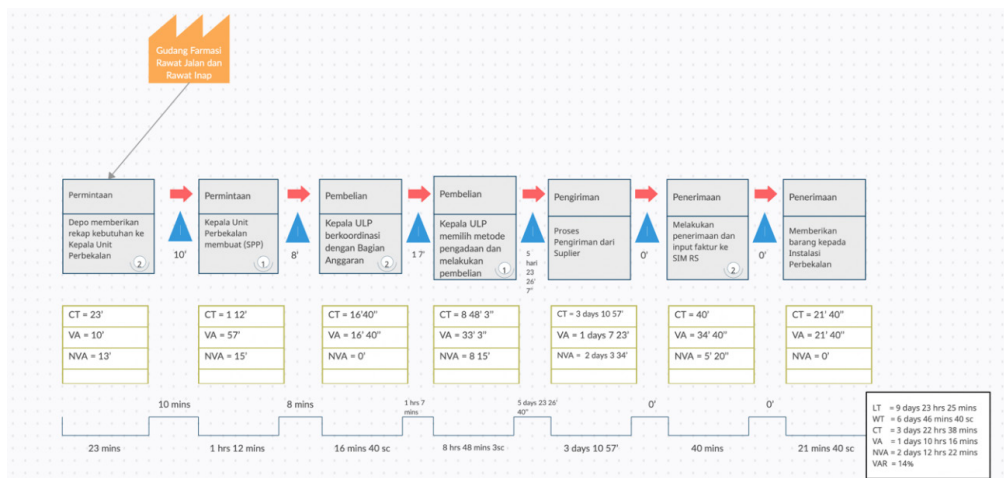 Gudang Farmasi
Rawat Jalan dan
Rawat Inap
Permintaan
Depo memberikan
rekap kebutuhan ke
Kepala Unit
Perbekalan
2
10'
Permintaan
Kepala Unit
Perbekalan
membuat (SPP)
1
8'
Pembelian
Kepala ULP
berkoordinasi
dengan Bagian
Anggaran
2
1 7'
Pembelian
Kepala ULP
memilih metode
pengadaan dan
melakukan
pembelian
1
5
hari
23
26'
7"
Pengiriman
Proses
Pengiriman dari
Suplier
0'
Penerimaan
Melakukan
penerimaan dan
input faktur ke
SIM RS
2
0'
Penerimaan
Memberikan
barang kepada
Instalasi
Perbekalan
CT = 23'
VA = 10'
NVA = 13'
CT = 1 12'
VA = 57'
NVA = 15'
CT = 16'40"
VA = 16' 40"
NVA = 0'
CT = 8 48' 3"
VA = 33' 3"
NVA = 8 15'
CT = 3 days 10 57'
VA = 1 days 7 23'
NVA = 2 days 3 34'
CT = 40'
VA = 34' 40"
NVA = 5' 20"
CT = 21' 40"
VA = 21' 40"
NVA = 0'
10 mins
8 mins
1 hrs 7
mins
5 days 23 26'
40"
0'
0'
23 mins
1 hrs 12 mins
16 mins 40 sc
8 hrs 48 mins 3sc
3 days 10 57'
40 mins
21 mins 40 sc
LT = 9 days 23 hrs 25 mins
WT = 6 days 46 mins 40 sc
CT = 3 days 22 hrs 38 mins
VA = 1 days 10 hrs 16 mins
NVA = 2 days 12 hrs 22 mins
VAR = 14%